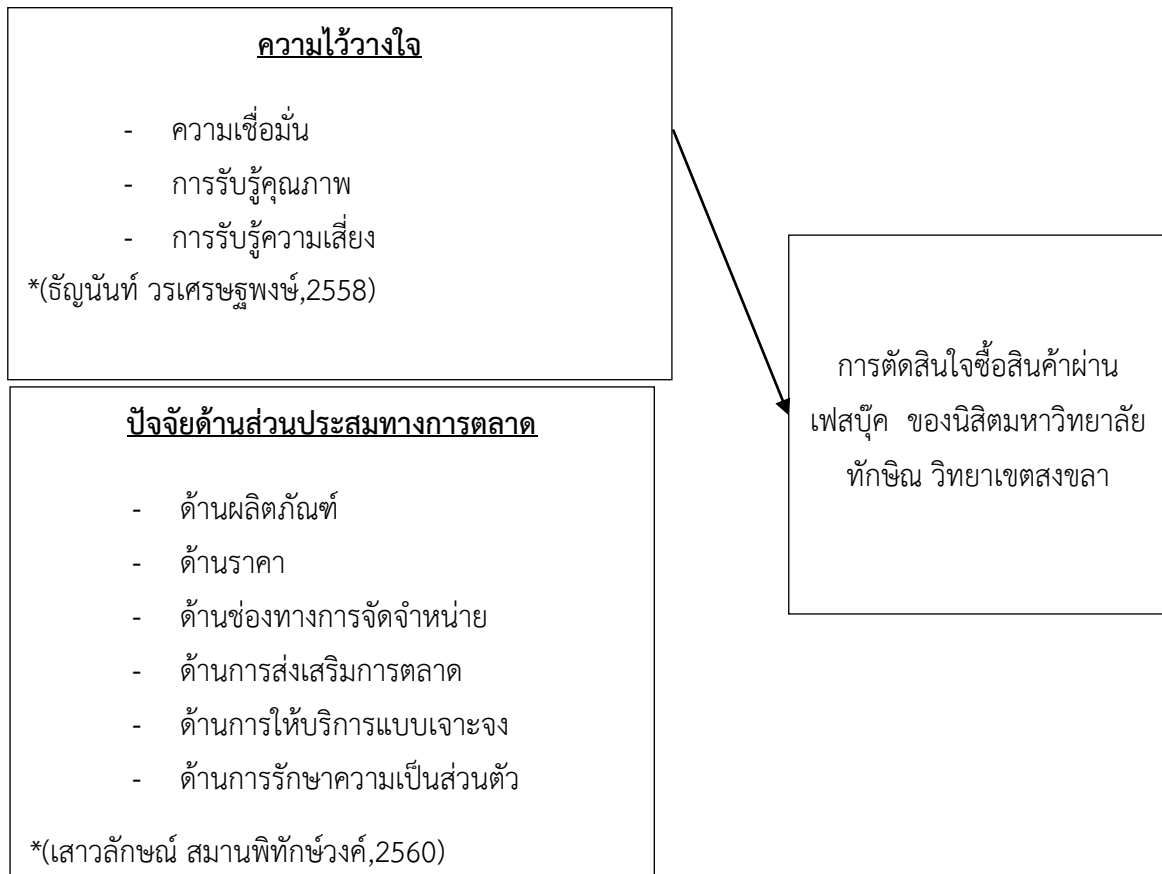 ความไว้วางใจ
- ความเชื่อมั่น
- การรับรู้คุณภาพ
- การรับรู้ความเสี่ยง
*(ธัญนันท์ วรเศรษฐพงษ์,2558)
ปัจจัยด้านส่วนประสมทางการตลาด
- ด้านผลิตภัณฑ์
- ด้านราคา
- ด้านช่องทางการจัดจำหน่าย
- ด้านการส่งเสริมการตลาด
- ด้านการให้บริการแบบเจาะจง
- ด้านการรักษาความเป็นส่วนตัว
*(เสาวลักษณ์ สมานพิทักษ์วงค์,2560)
การตัดสินใจซื้อสินค้าผ่าน
เฟสบุ๊ค ของนิสิตมหาวิทยาลัย
ทักษิณ วิทยาเขตสงขลา